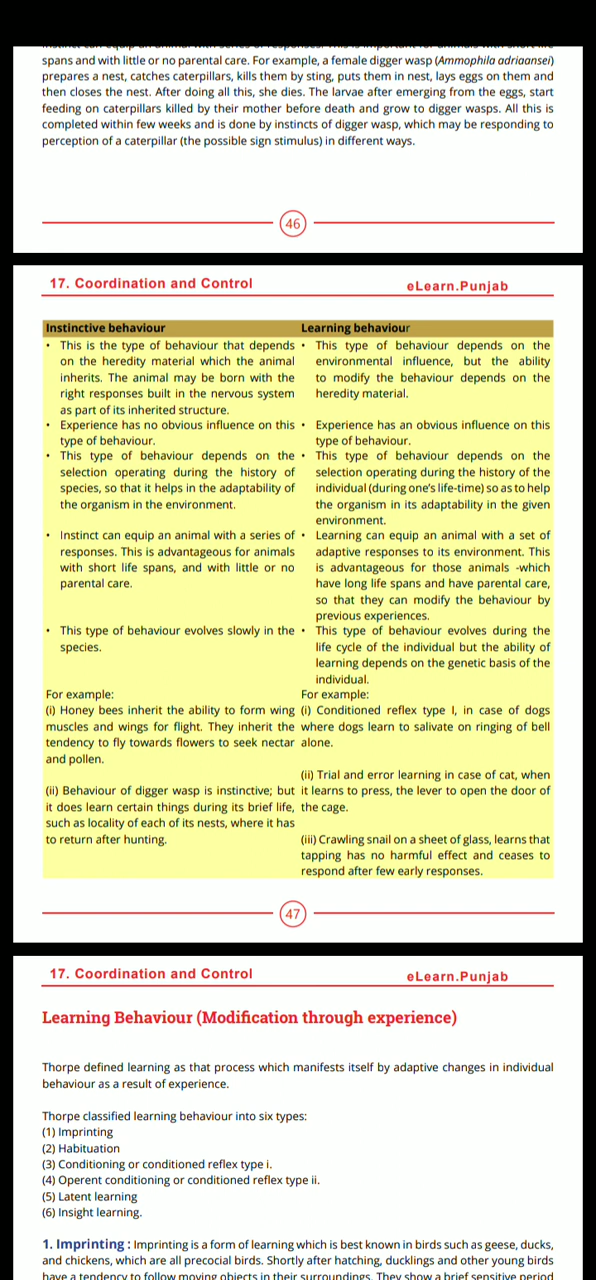 spans and with little or no parental care. For example, a female digger wasp (Ammophila adriaansei)
prepares a nest, catches caterpillars, kills them by sting, puts them in nest, lays eggs on them and
then closes the nest. After doing all this, she dies. The larvae after emerging from the eggs, start
feeding on caterpillars killed by their mother before death and grow to digger wasps. All this is
completed within few weeks and is done by instincts of digger wasp, which may be responding to
perception of a caterpillar (the possible sign stimulus) in different ways.
46
17. Coordination and Control
eLearn.Punjab
Instinctive behaviour
• This is the type of behaviour that depends
on the heredity material which the animal
inherits. The animal may be born with the
right responses built in the nervous system
as part of its inherited structure.
• Experience has no obvious influence on this
type of behaviour.
• This type of behaviour depends on the
selection operating during the history of
species, so that it helps in the adaptability of
the organism in the environment.
• Instinct can equip an animal with a series of
responses. This is advantageous for animals
with short life spans, and with little or no
parental care.
• This type of behaviour evolves slowly in the
species.
For example:
(i) Honey bees inherit the ability to form wing
muscles and wings for flight. They inherit the
tendency to fly towards flowers to seek nectar
and pollen.
(ii) Behaviour of digger wasp is instinctive; but
it does learn certain things during its brief life,
such as locality of each of its nests, where it has
to return after hunting.
Learning behaviour
• This type of behaviour depends on the
environmental influence, but the ability
to modify the behaviour depends on the
heredity material.
• Experience has an obvious influence on this
type of behaviour.
• This type of behaviour depends on the
selection operating during the history of the
individual (during one's life-time) so as to help
the organism in its adaptability in the given
environment.
• Learning can equip an animal with a set of
adaptive responses to its environment. This
is advantageous for those animals -which
have long life spans and have parental care,
so that they can modify the behaviour by
previous experiences.
• This type of behaviour evolves during the
life cycle of the individual but the ability of
learning depends on the genetic basis of the
individual.
For example:
(i) Conditioned reflex type I, in case of dogs
where dogs learn to salivate on ringing of bell
alone.
(ii) Trial and error learning in case of cat, when
it learns to press, the lever to open the door of
the cage.
(iii) Crawling snail on a sheet of glass, learns that
tapping has no harmful effect and ceases to
respond after few early responses.
47
17. Coordination and Control
eLearn.Punjab
Learning Behaviour (Modification through experience)
Thorpe defined learning as that process which manifests itself by adaptive changes in individual
behaviour as a result of experience.
Thorpe classified learning behaviour into six types:
(1) Imprinting
(2) Habituation
(3) Conditioning or conditioned reflex type i.
(4) Operent conditioning or conditioned reflex type ii.
(5) Latent learning
(6) Insight learning.
1. Imprinting : Imprinting is a form of learning which is best known in birds such as geese, ducks,
and chickens, which are all precocial birds. Shortly after hatching, ducklings and other young birds
have a tendency to follow moving objects in their surroundings. They show a brief sensitive period